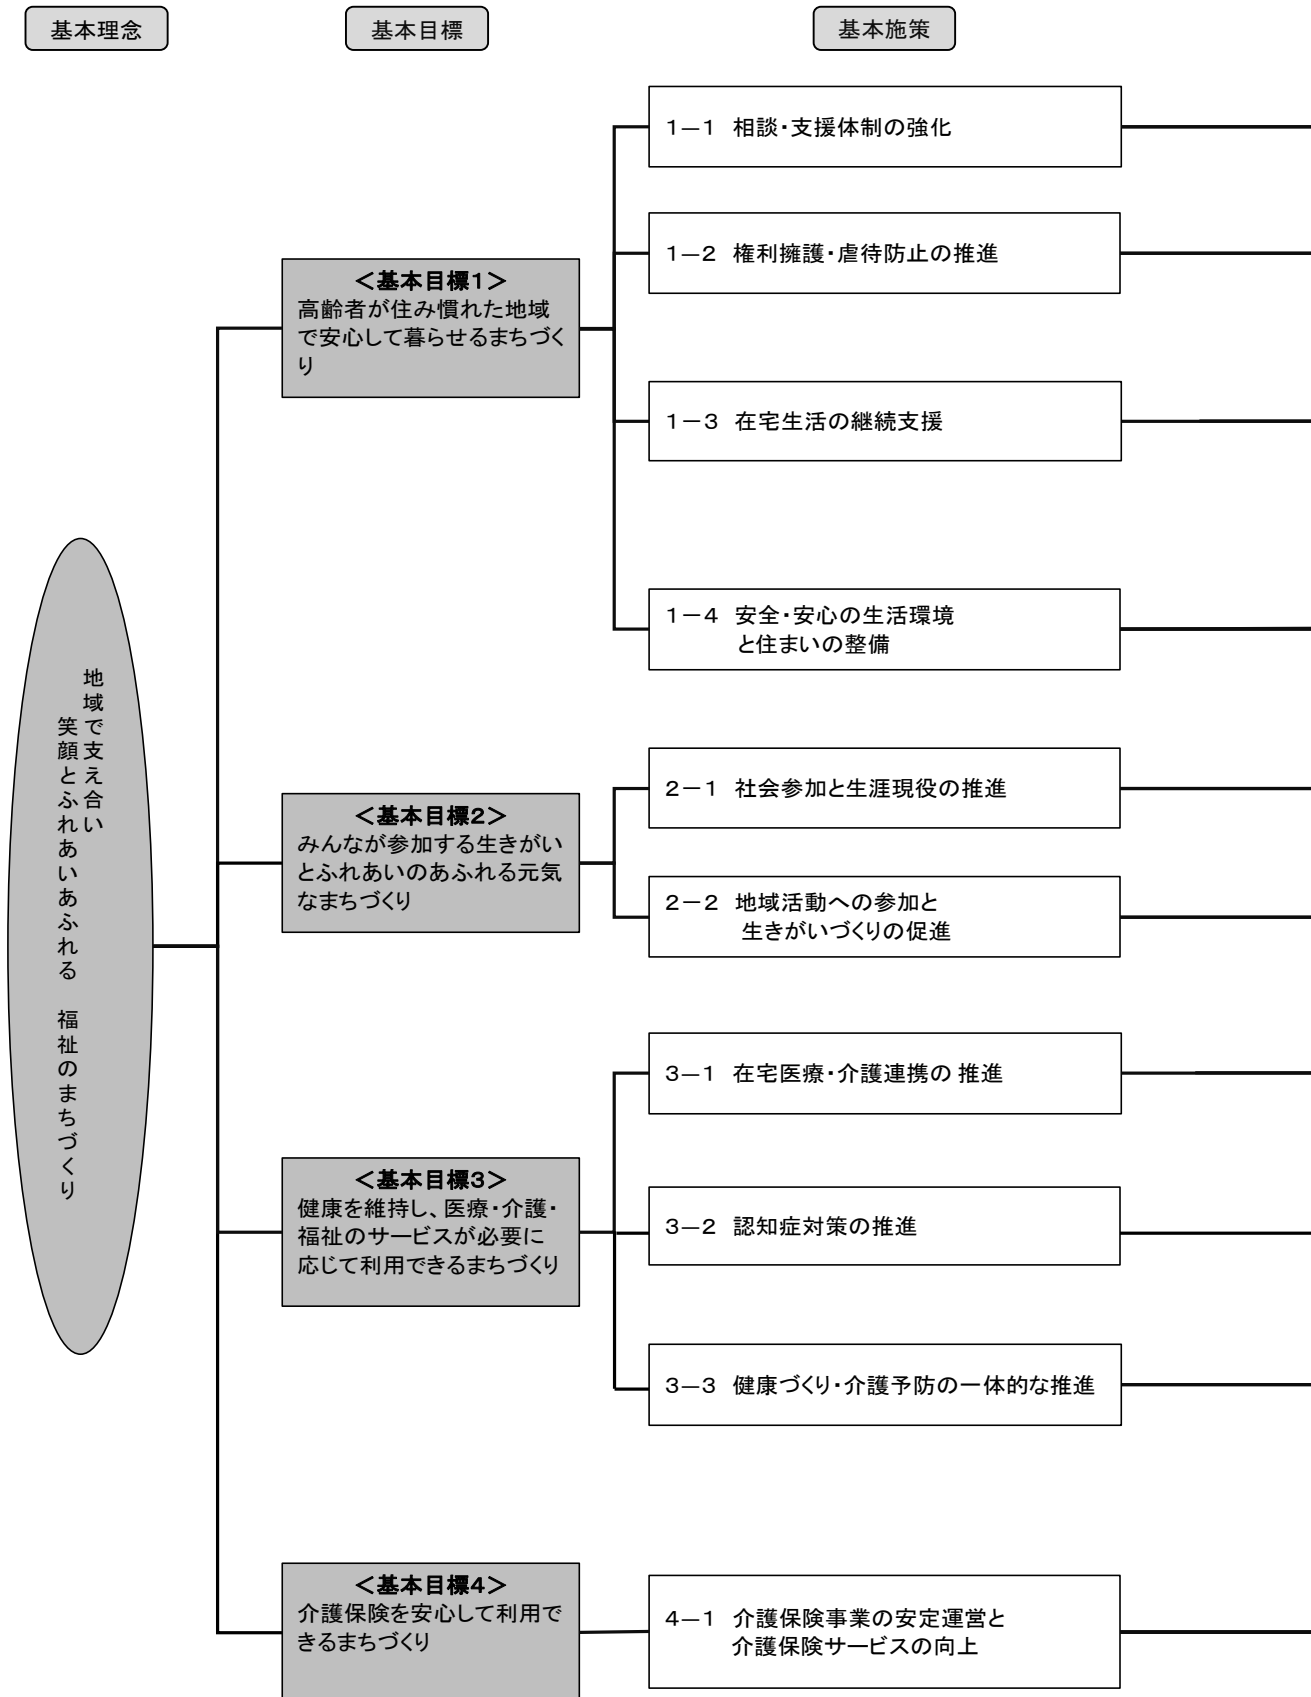 基本理念
基本目標
基本施策
地域で支え合い
笑顔とふれあいあふれる　福祉のまちづくり
＜基本目標1＞
高齢者が住み慣れた地域
で安心して暮らせるまちづく
り
1―1 相談・支援体制の強化
1―2 権利擁護・虐待防止の推進
1－3 在宅生活の継続支援
1－4 安全・安心の生活環境
と住まいの整備
＜基本目標2＞
みんなが参加する生きがい
とふれあいのあふれる元気
なまちづくり
2－1 社会参加と生涯現役の推進
2－2 地域活動への参加と
生きがいづくりの促進
＜基本目標3＞
健康を維持し、医療・介護・
福祉のサービスが必要に
応じて利用できるまちづくり
3―1 在宅医療・介護連携の 推進
3―2 認知症対策の推進
3―3 健康づくり・介護予防の一体的な推進
＜基本目標4＞
介護保険を安心して利用で
きるまちづくり
4―1 介護保険事業の安定運営と
介護保険サービスの向上